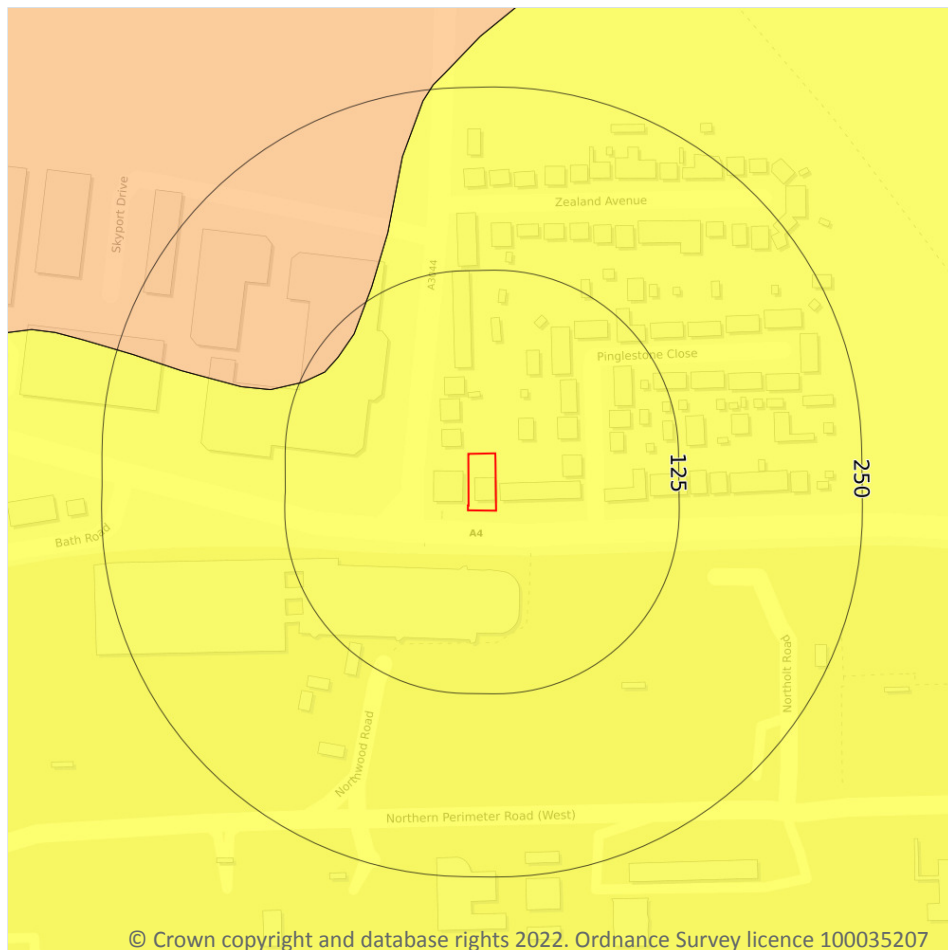 Skyport Drive
Zealand Avenue
A3044
Pinglestone Close
125
250
Bath Road
A4
Northolt Road
Northwood Road
Northern Perimeter Road (West)
© Crown copyright and database rights 2022. Ordnance Survey licence 100035207